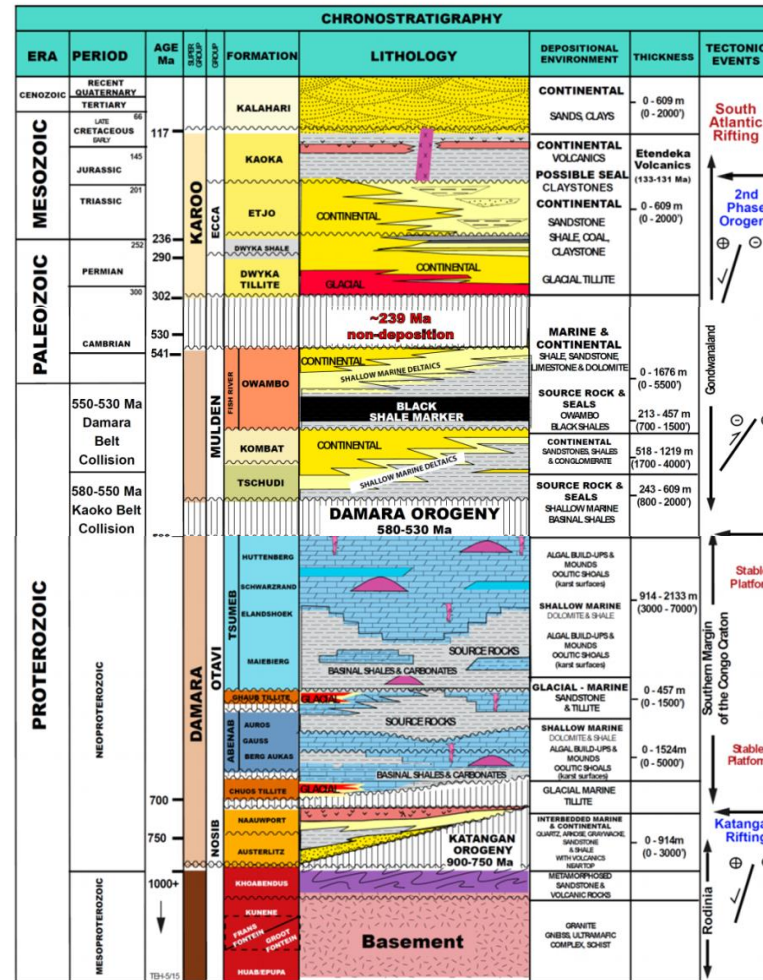 CHRONOSTRATIGRAPHY
ERA
PERIOD
AGE
Ma
SUPER
GROUP
GROUP
FORMATION
LITHOLOGY
DEPOSITIONAL
ENVIRONMENT
THICKNESS
TECTONIC
EVENTS
CENOZOIC
MESOZOIC
PALEOZOIC
PROTEROZOIC
RECENT
QUATERNARY
TERTIARY
66
LATE
CRETACEOUS
EARLY
145
JURASSIC
201
TRIASSIC
252
PERMIAN
300
CAMBRIAN
550-530 Ma
Damara
Belt
Collision
580-550 Ma
Kaoko Belt
Collision
NEOPROTEROZOIC
MESOPROTEROZOIC
117
236
290
302
530
541
700
750
1000+
TEH-5/15
KAROO
DAMARA
ECCA
MULDEN
OTAVI
NOSIB
KALAHARI
KAOKA
ETJO
DWYKA SHALE
DWYKA
TILLITE
FISH RIVER
OWAMBO
KOMBAT
TSCHUDI
TSUMEB
HUTTENBERG
SCHWARZRAND
ELANDSHOEK
MAIEBIERG
GHAUB TILLITE
ABENAB
AUROS
GAUSS
BERG AUKAS
CHUOS TILLITE
NAAUWPORT
AUSTERLITZ
KHOABENDUS
KUNENE
FRANS
FONTEIN
GROOT
FONTEIN
HUAB/EPUPA
CONTINENTAL
CONTINENTAL
GLACIAL
~239 Ma
non-deposition
CONTINENTAL
SHALLOW MARINE DELTAICS
BLACK
SHALE MARKER
CONTINENTAL
SHALLOW MARINE DELTAICS
DAMARA OROGENY
580-530 Ma
SOURCE ROCKS
BASINAL SHALES & CARBONATES
GLACIAL
SOURCE ROCKS
BASINAL SHALES & CARBONATES
GLACIAL
KATANGAN
OROGENY
900-750 Ma
Basement
CONTINENTAL
SANDS, CLAYS
CONTINENTAL
VOLCANICS
POSSIBLE SEAL
CLAYSTONES
CONTINENTAL
SANDSTONE
SHALE, COAL,
CLAYSTONE
GLACIAL TILLITE
MARINE &
CONTINENTAL
SHALE, SANDSTONE,
LIMESTONE & DOLOMITE
SOURCE ROCK &
SEALS
OWAMBO
BLACK SHALES
CONTINENTAL
SANDSTONES, SHALES
& CONGLOMERATE
SOURCE ROCK &
SEALS
SHALLOW MARINE
BASINAL SHALES
ALGAL BUILD-UPS &
MOUNDS
OOLITIC SHOALS
(karst surfaces)
SHALLOW MARINE
DOLOMITE & SHALE
ALGAL BUILD-UPS &
MOUNDS
OOLITIC SHOALS
(karst surfaces)
GLACIAL - MARINE
SANDSTONE
& TILLITE
SHALLOW MARINE
DOLOMITE & SHALE
ALGAL BUILD-UPS &
MOUNDS
OOLITIC SHOALS
(karst surfaces)
GLACIAL MARINE
TILLITE
INTERBEDDED MARINE
& CONTINENTAL
QUARTZ, ARKOSE, GRAYWACKE,
SANDSTONE
& SHALE
WITH VOLCANICS
NEAR TOP
METAMORPHOSED
SANDSTONE &
VOLCANIC ROCKS
GRANITE
GNEISS, ULTRAMAFIC
COMPLEX, SCHIST
0 - 609 m
(0 - 2000')
Etendeka
Volcanics
(133-131 Ma)
0 - 609 m
(0 - 2000')
0 - 1676 m
(0 - 5500')
213 - 457 m
(700 - 1500')
518 - 1219 m
(1700 - 4000')
243 - 609 m
(800 - 2000')
914 - 2133 m
(3000 - 7000')
0 - 457 m
(0 - 1500')
0 - 1524m
(0 - 5000')
0 - 914m
(0 - 3000')
South
Atlantic
Rifting
2nd
Phase
Orogen
Gondwanaland
Stable
Platfor
Southern Margin
of the Congo Craton
Stable
Platfor
Katanga
Rifting
Rodinia